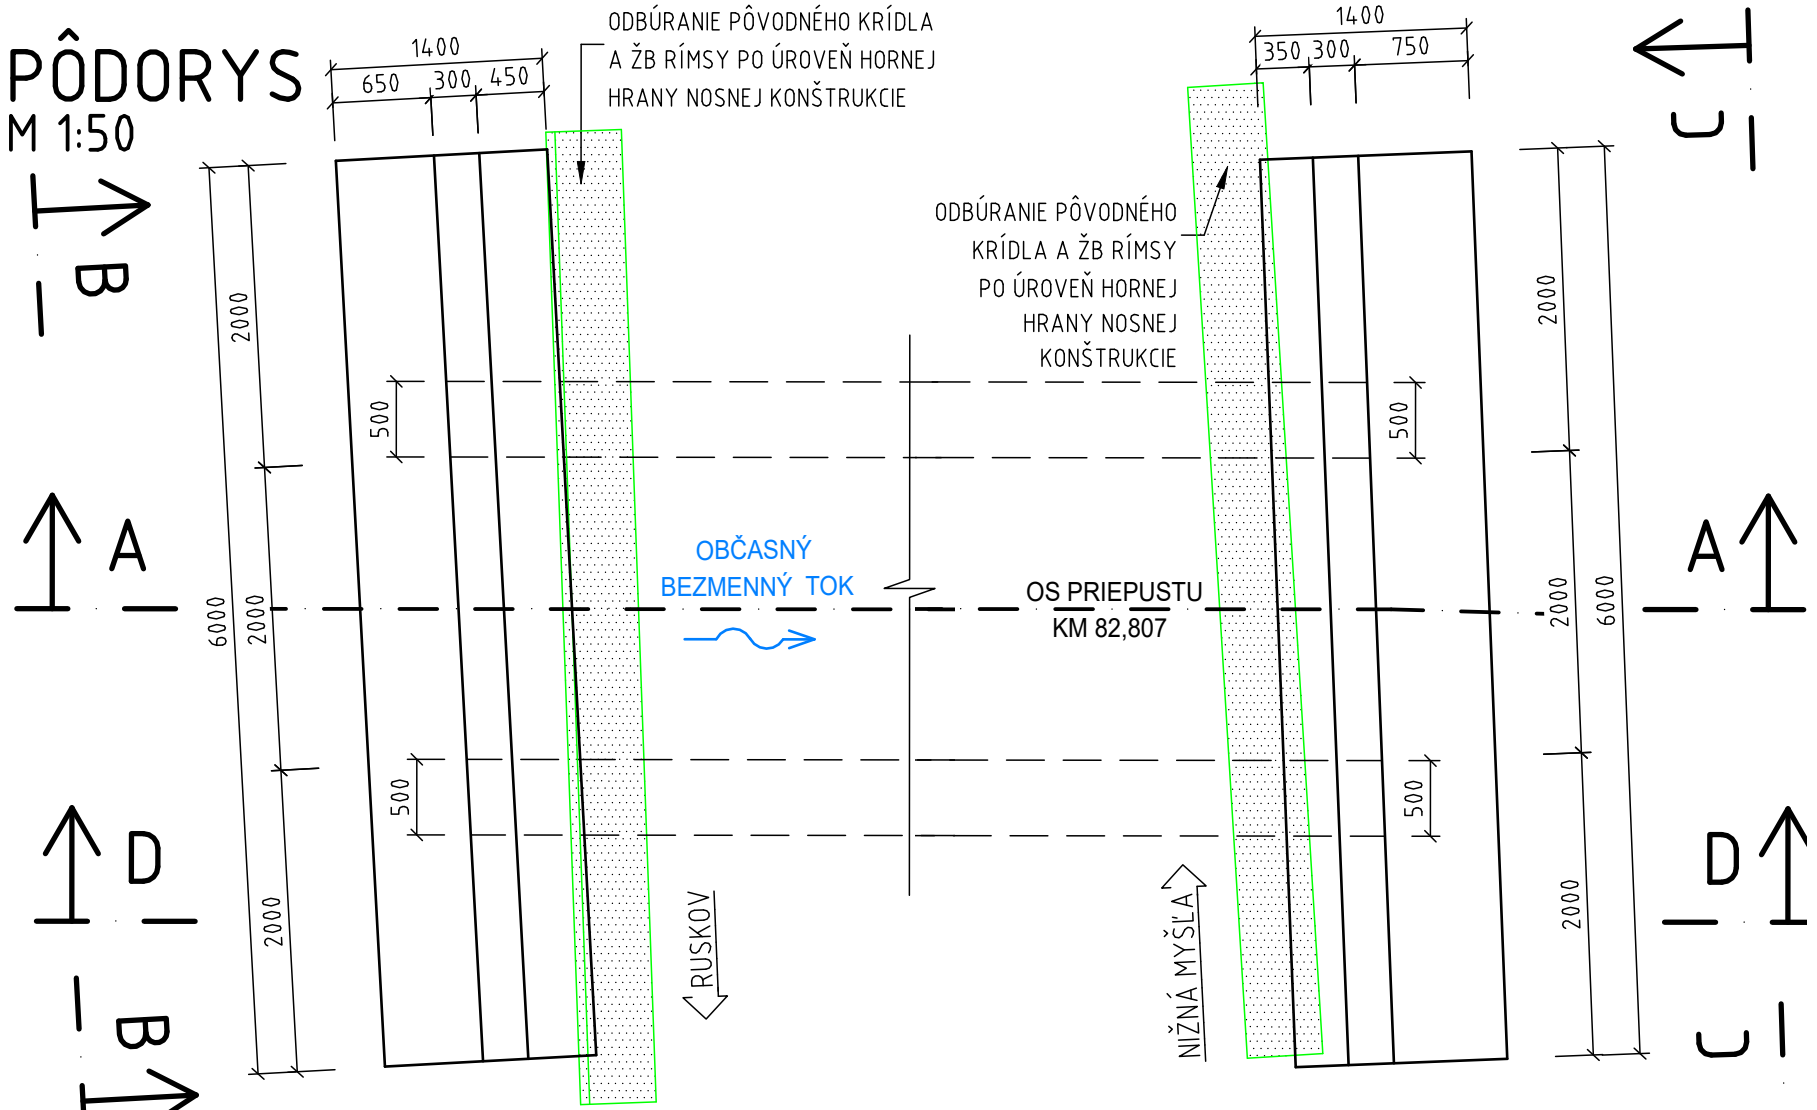 PÔDORYS
M 1:50
1400
650
300
450
ODBÚRANIE PÔVODNÉHO KRÍDLA
A ŽB RÍMSY PO ÚROVEŇ HORNEJ
HRANY NOSNEJ KONŠTRUKCIE
1400
350
300
750
C
B
ODBÚRANIE PÔVODNÉHO
KRÍDLA A ŽB RÍMSY
PO ÚROVEŇ HORNEJ
HRANY NOSNEJ
KONŠTRUKCIE
2000
2000
500
500
A
A
OBČASNÝ
BEZMENNÝ TOK
OS PRIEPUSTU
KM 82,807
6000
2000
2000
6000
500
500
D
D
2000
2000
RUSKOV
NIŽNÁ MYŠĽA
B
C